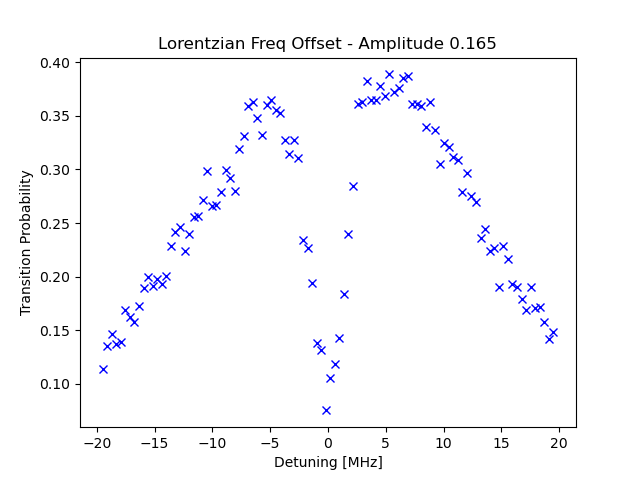 Lorentzian Freq Offset - Amplitude 0.165
0.40
0.35
0.30
0.25
0.20
0.15
0.10
Transition Probability
−20 −15 −10 −5 0 5 10 15 20
Detuning [MHz]